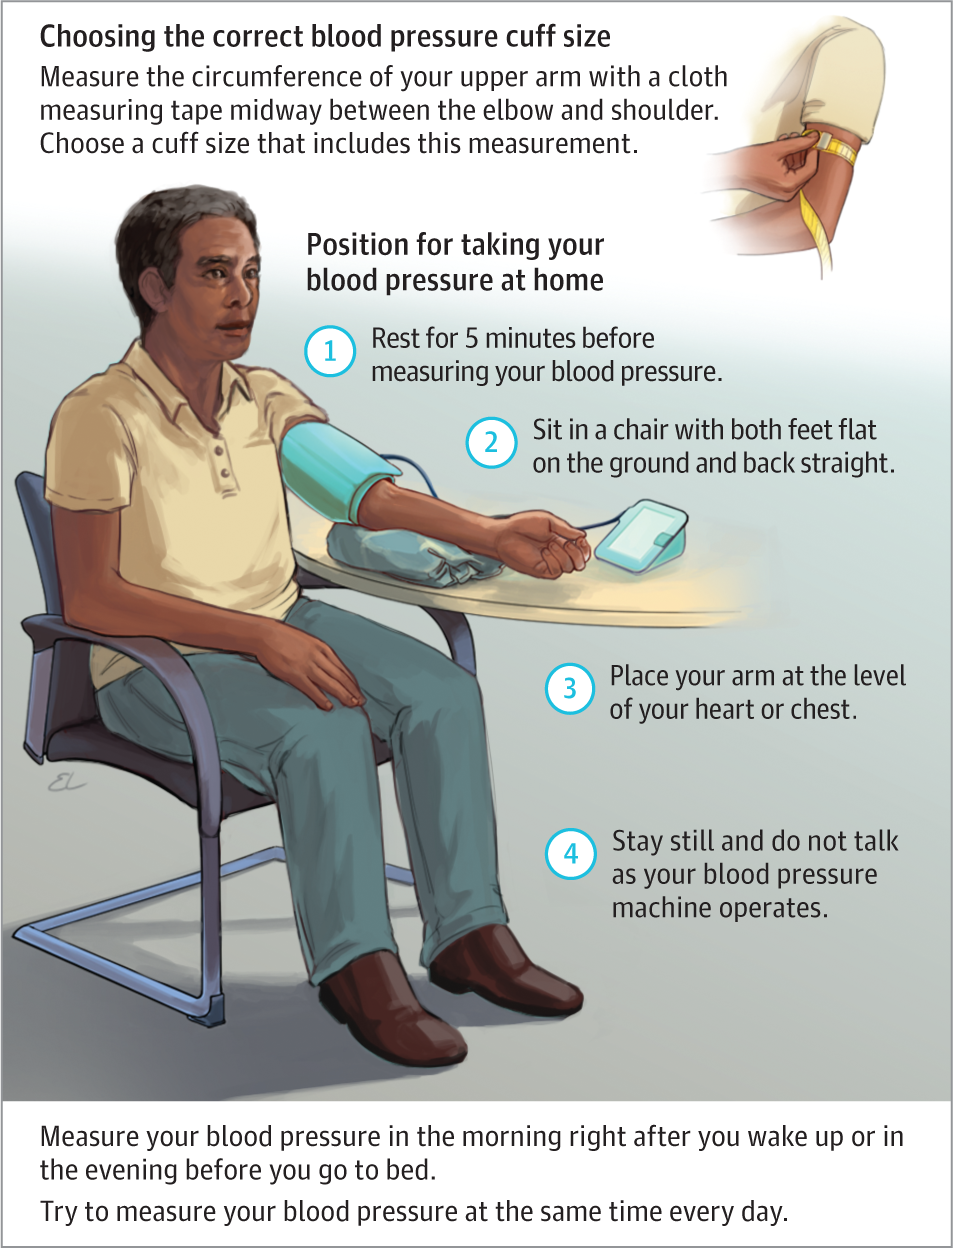 Choosing the correct blood pressure cuff size
Measure the circumference of your upper arm with a cloth
measuring tape midway between the elbow and shoulder.
Choose a cuff size that includes this measurement.
Position for taking your
blood pressure at home
1
Rest for 5 minutes before
measuring your blood pressure.
2
Sit in a chair with both feet flat
on the ground and back straight.
3
Place your arm at the level
of your heart or chest.
EL
4
Stay still and do not talk
as your blood pressure
machine operates.
Measure your blood pressure in the morning right after you wake up or in
the evening before you go to bed.
Try to measure your blood pressure at the same time every day.